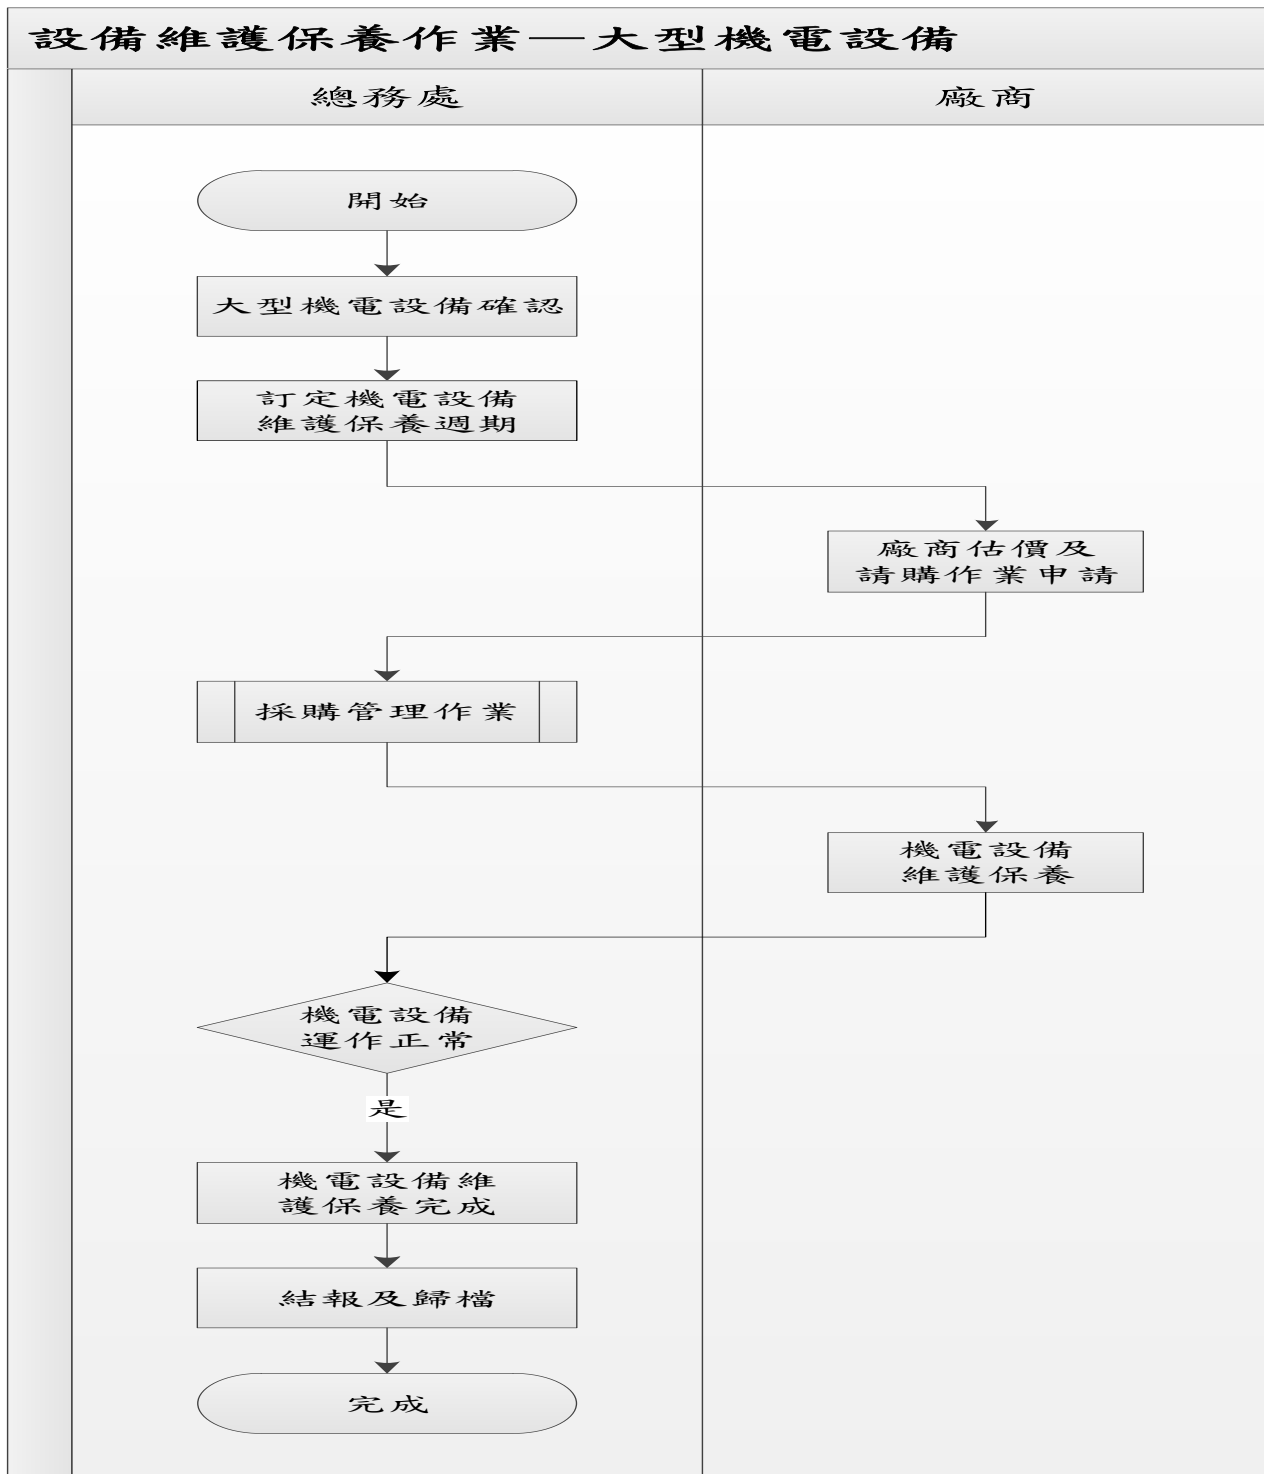 設備維護保養作業—大型機電設備
總務處
廠商
開始
大型機電設備確認
訂定機電設備
維護保養週期
廠商估價及
請購作業申請
採購管理作業
機電設備
維護保養
機電設備
運作正常
是
機電設備維
護保養完成
結報及歸檔
完成